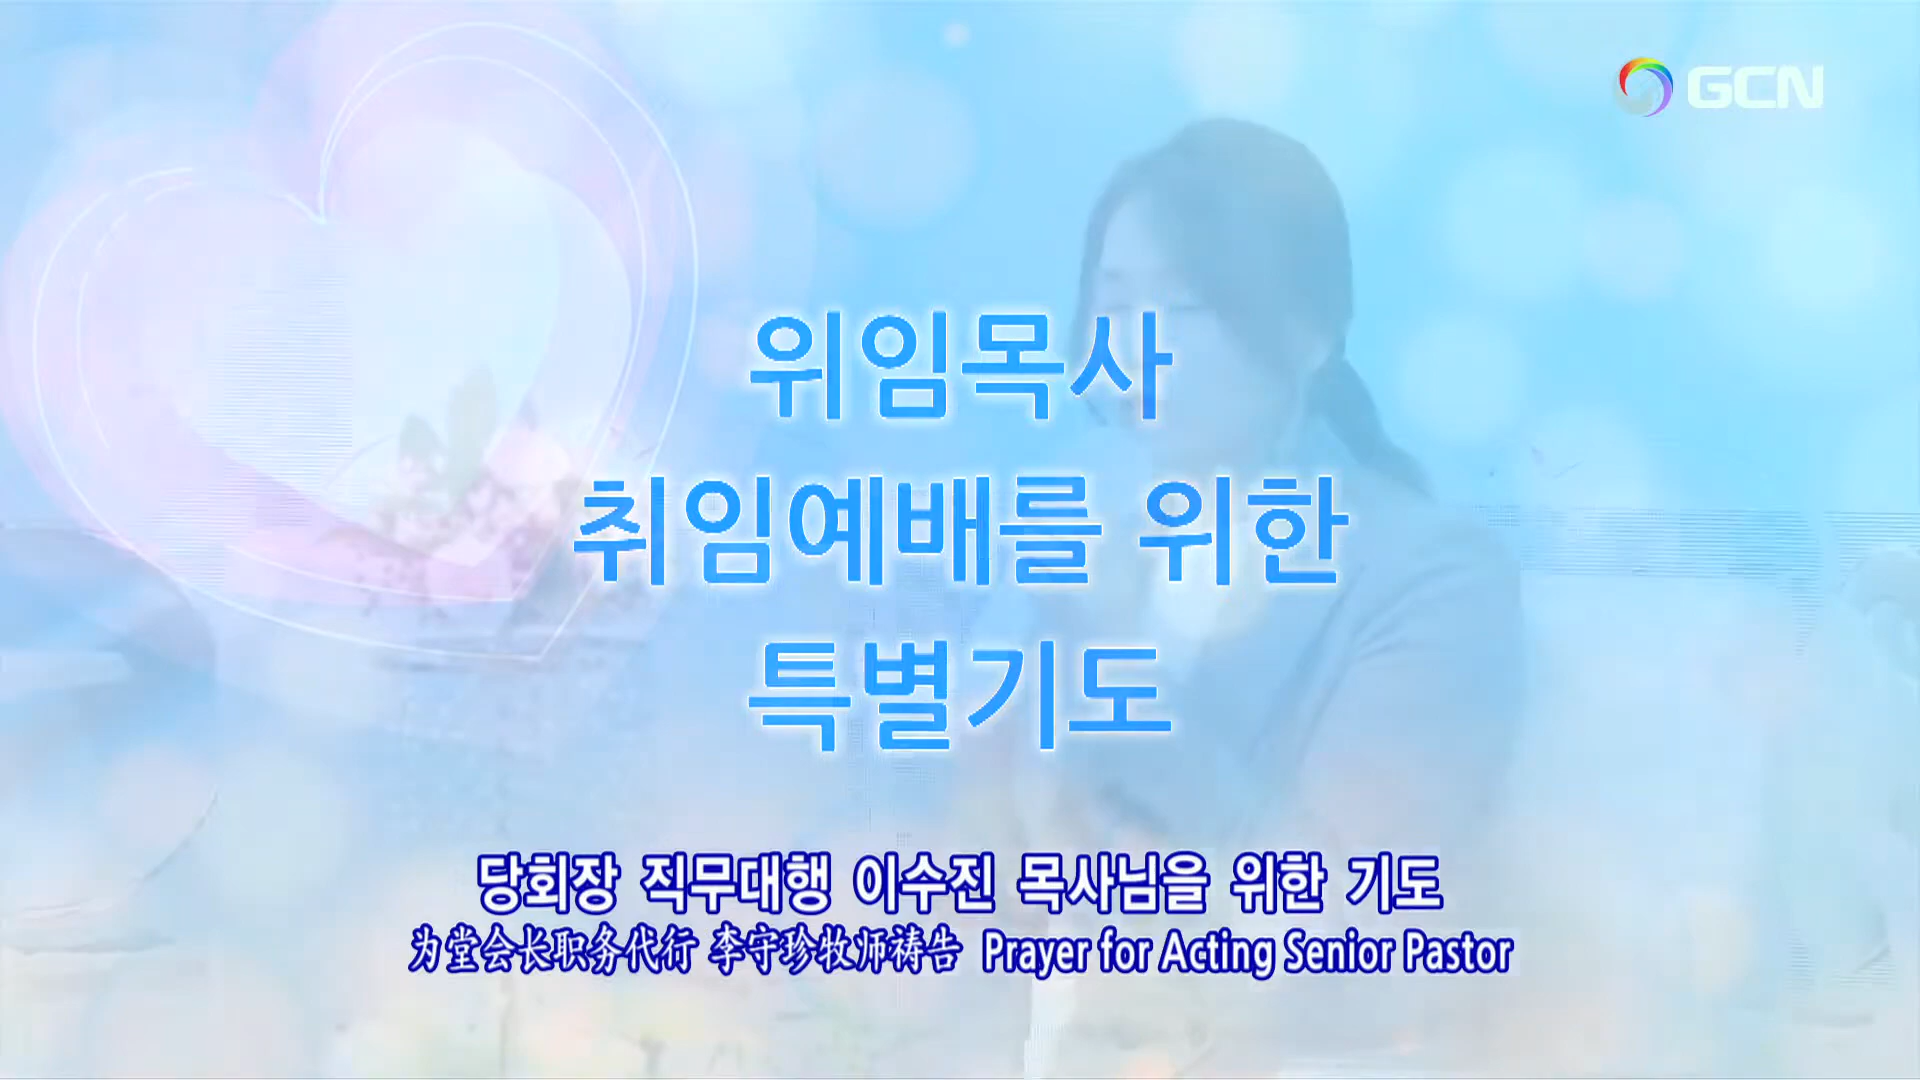 GCN
위임목사
취임예배를 위한
특별기도
당회장 직무대행 이수진 목사님을 위한 기도
为堂会长职务代行 李守珍牧师祷告 Prayer for Acting Senior Pastor